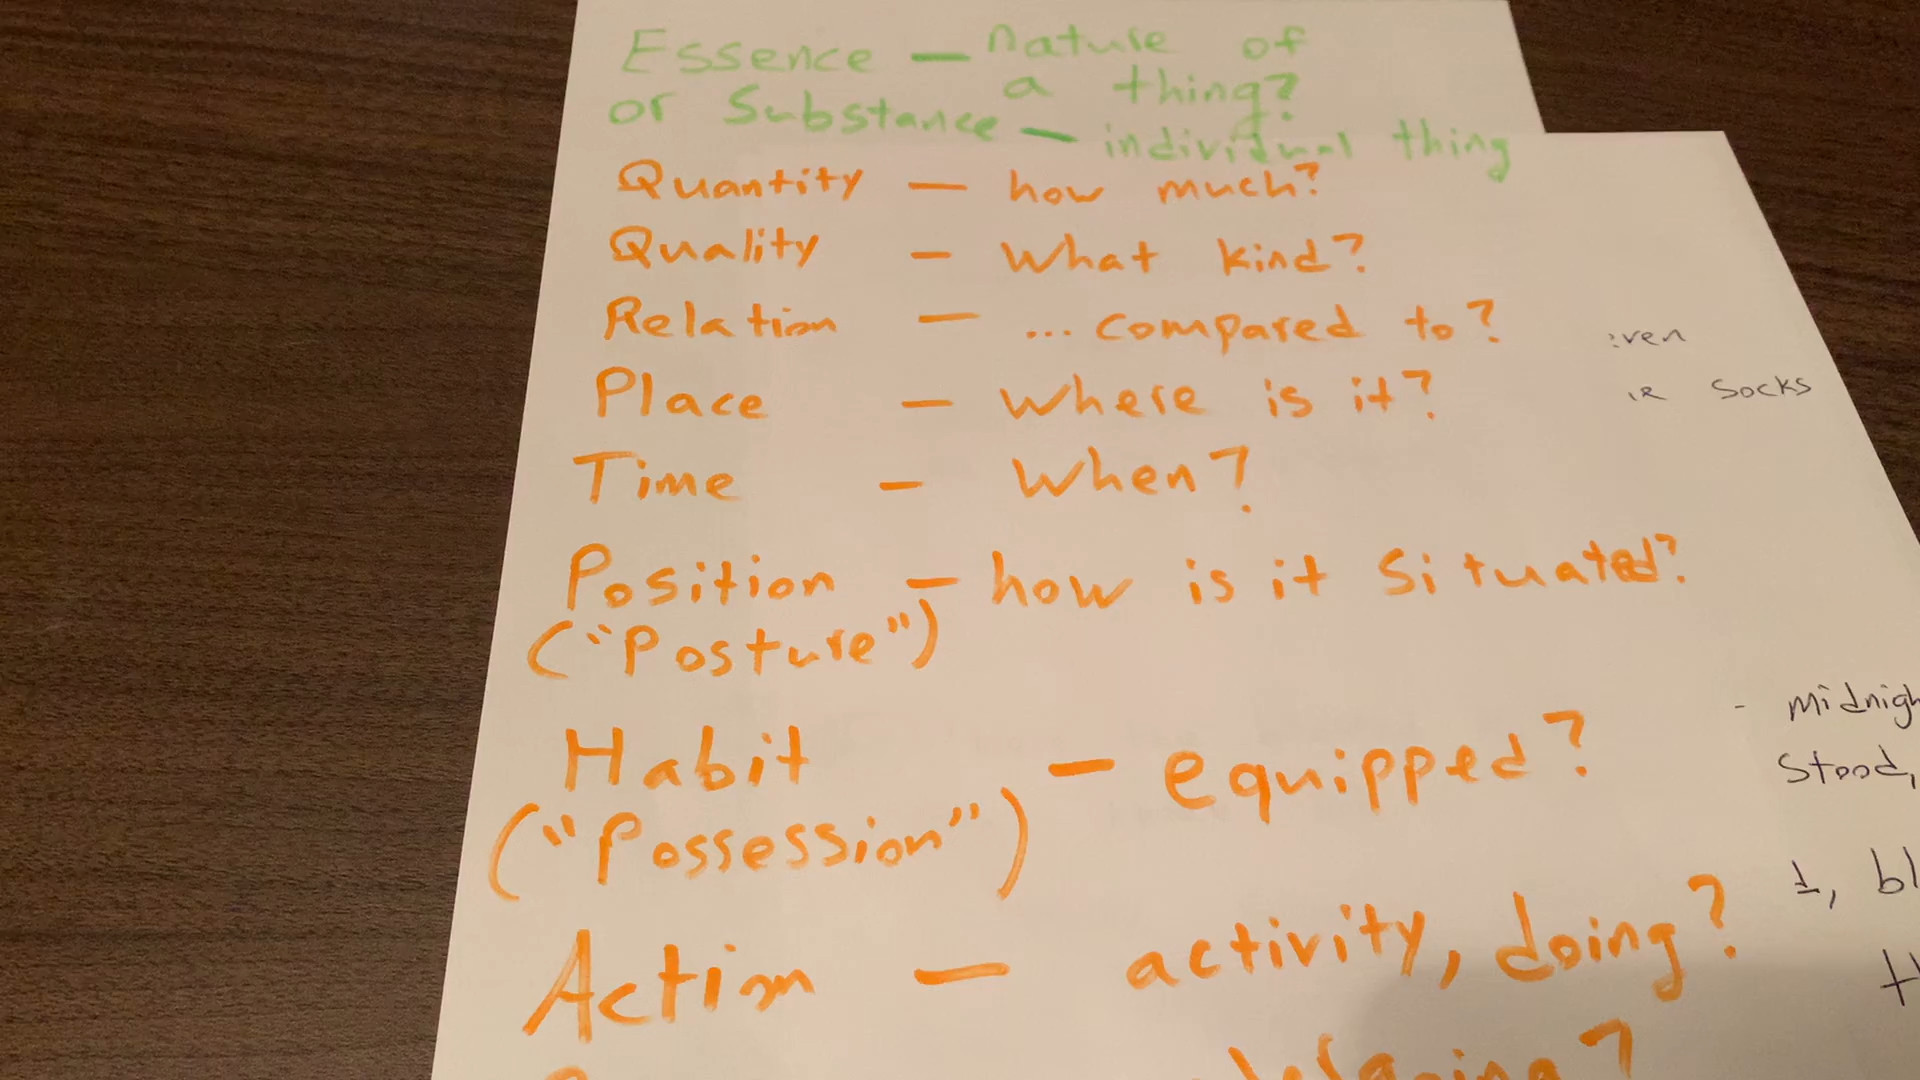 Essence — nature of
a thing?
or Substance — individual thing
Quantity — how much?
Quality — What kind?
Relation — ... compared to?
Place — Where is it?
Time — When?
Position — how is it situated?
("Posture")
Habit — equipped?
("Possession")
Action — activity, doing?
socks
stood,